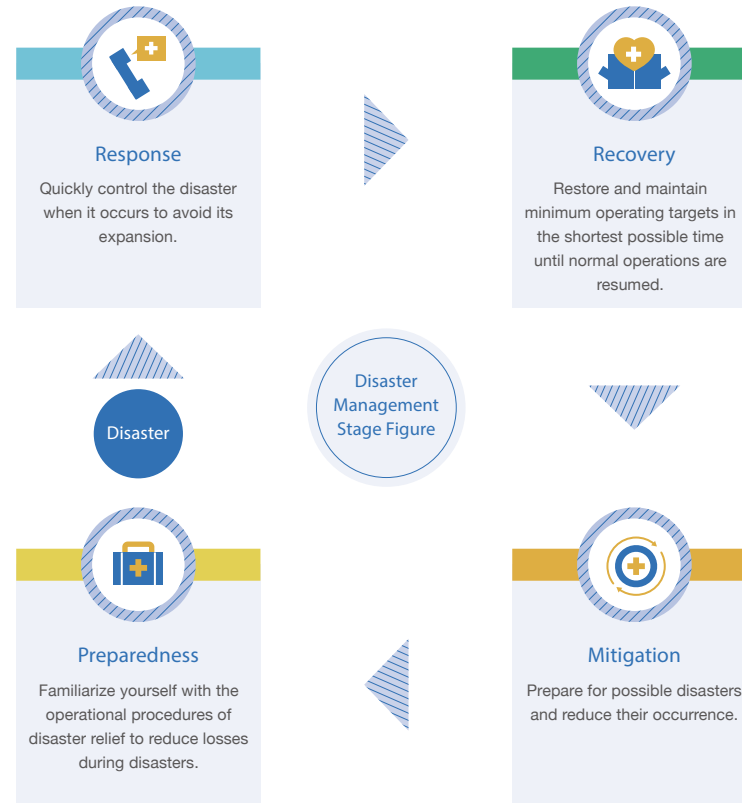 Response
Quickly control the disaster
when it occurs to avoid its
expansion.
Recovery
Restore and maintain
minimum operating targets in
the shortest possible time
until normal operations are
resumed.
Disaster
Disaster
Management
Stage Figure
Preparedness
Familiarize yourself with the
operational procedures of
disaster relief to reduce losses
during disasters.
Mitigation
Prepare for possible disasters
and reduce their occurrence.